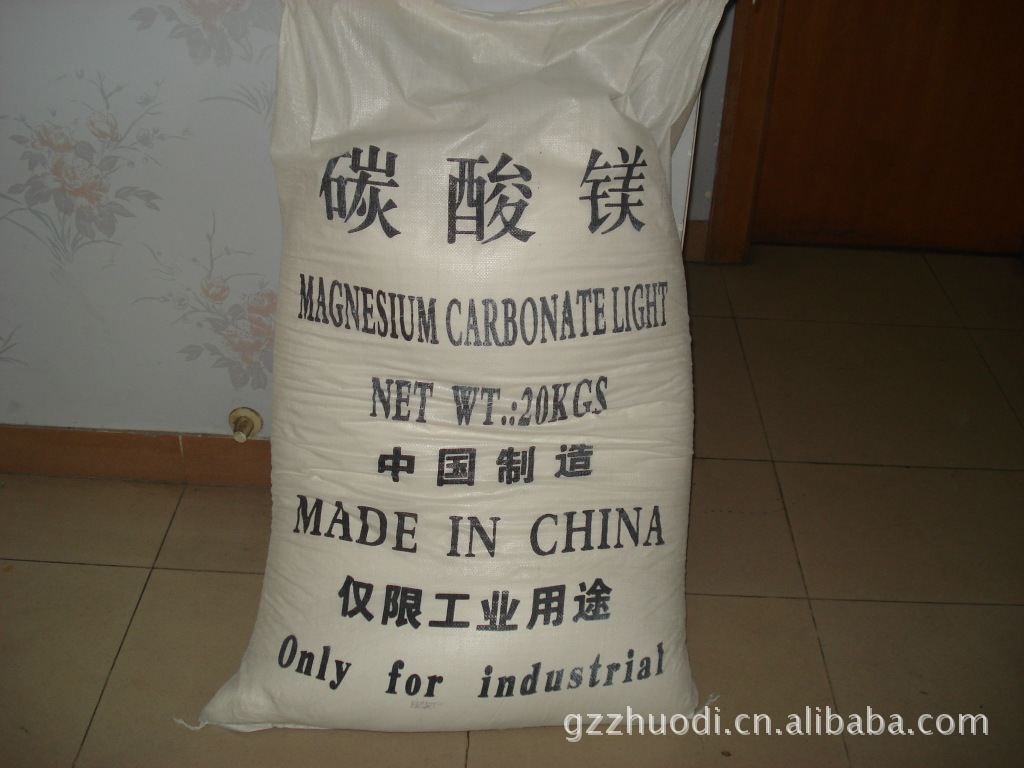 碳酸镁
MAGNESIUM CARBONATE LIGHT
NET WT.:20KGS
中国制造
MADE IN CHINA
仅限工业用途
Only for industrial
gzzhuodi.cn.alibaba.com